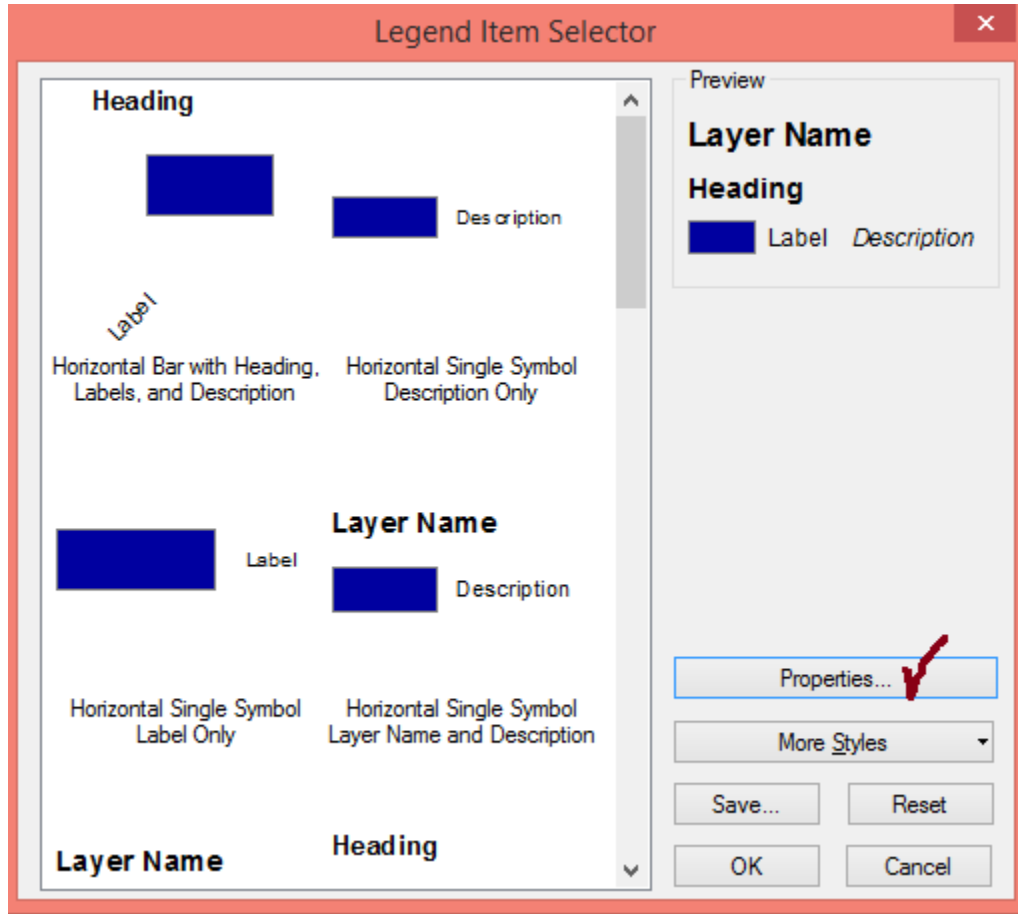 Legend Item Selector
Heading
Description
Label
Horizontal Bar with Heading,
Labels, and Description
Horizontal Single Symbol
Description Only
Label
Layer Name
Description
Horizontal Single Symbol
Label Only
Horizontal Single Symbol
Layer Name and Description
Layer Name
Heading
Preview
Layer Name
Heading
Label Description
Properties...
More Styles
Save... Reset
OK Cancel